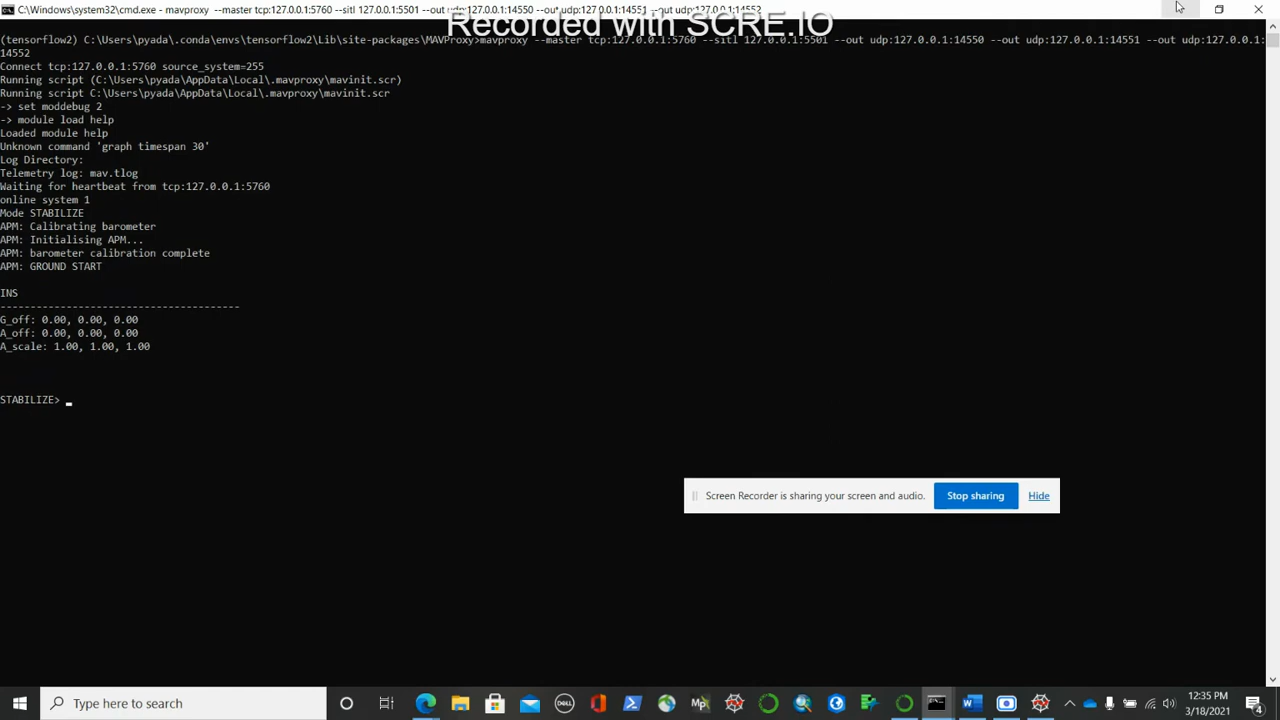 C:\Windows\system32\cmd.exe - mavproxy --master tcp:127.0.0.1:5760 --sitl 127.0.0.1:5501 --out udp:127.0.0.1:14550 --out udp:127.0.0.1:14551 --out udp:127.0.0.1:14552
Recorded with SCRE.IO
(tensorflow2) C:\Users\pyada\.conda\envs\tensorflow2\Lib\site-packages\MAVProxy>mavproxy --master tcp:127.0.0.1:5760 --sitl 127.0.0.1:5501 --out udp:127.0.0.1:14550 --out udp:127.0.0.1:14551 --out udp:127.0.0.1:
14552
Connect tcp:127.0.0.1:5760 source_system=255
Running script (C:\Users\pyada\AppData\Local\.mavproxy\mavinit.scr)
Running script C:\Users\pyada\AppData\Local\.mavproxy\mavinit.scr
-> set moddebug 2
-> module load help
Loaded module help
Unknown command 'graph timespan 30'
Log Directory:
Telemetry log: mav.tlog
Waiting for heartbeat from tcp:127.0.0.1:5760
online system 1
Mode STABILIZE
APM: Calibrating barometer
APM: Initialising APM...
APM: barometer calibration complete
APM: GROUND START
INS
----------------------------------------
G_off: 0.00, 0.00, 0.00
A_off: 0.00, 0.00, 0.00
A_scale: 1.00, 1.00, 1.00
STABILIZE> _
Screen Recorder is sharing your screen and audio. Stop sharing Hide
Type here to search
DELL
Mp
W
12:35 PM
3/18/2021
4